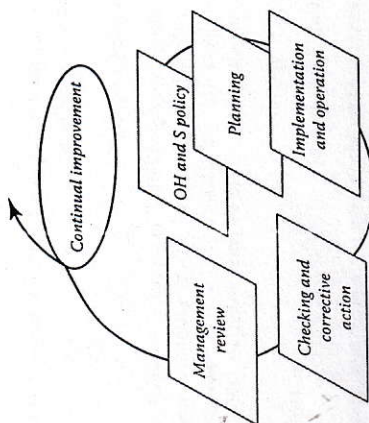 Continual improvement
OH and S policy
Planning
Implementation
and operation
Checking and
corrective
action
Management
review